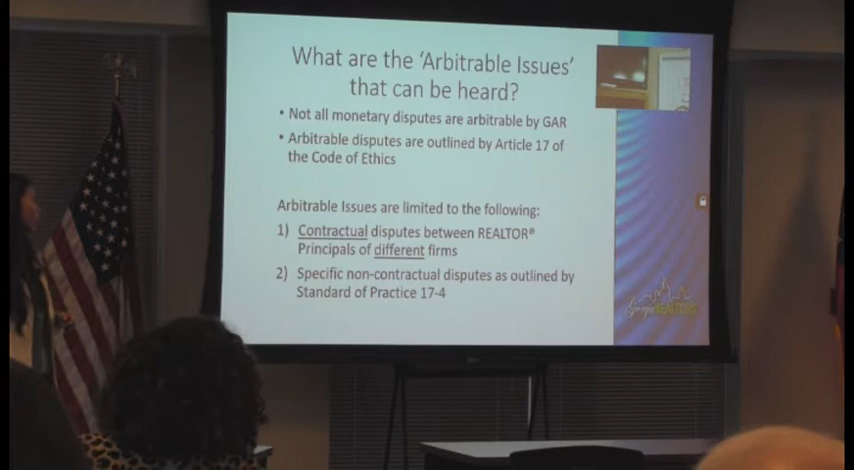 What are the ‘Arbitrable Issues’
that can be heard?
• Not all monetary disputes are arbitrable by GAR
• Arbitrable disputes are outlined by Article 17 of
the Code of Ethics
Arbitrable Issues are limited to the following:
1) Contractual disputes between REALTOR®
Principals of different firms
2) Specific non-contractual disputes as outlined by
Standard of Practice 17-4
Georgia REALTORS